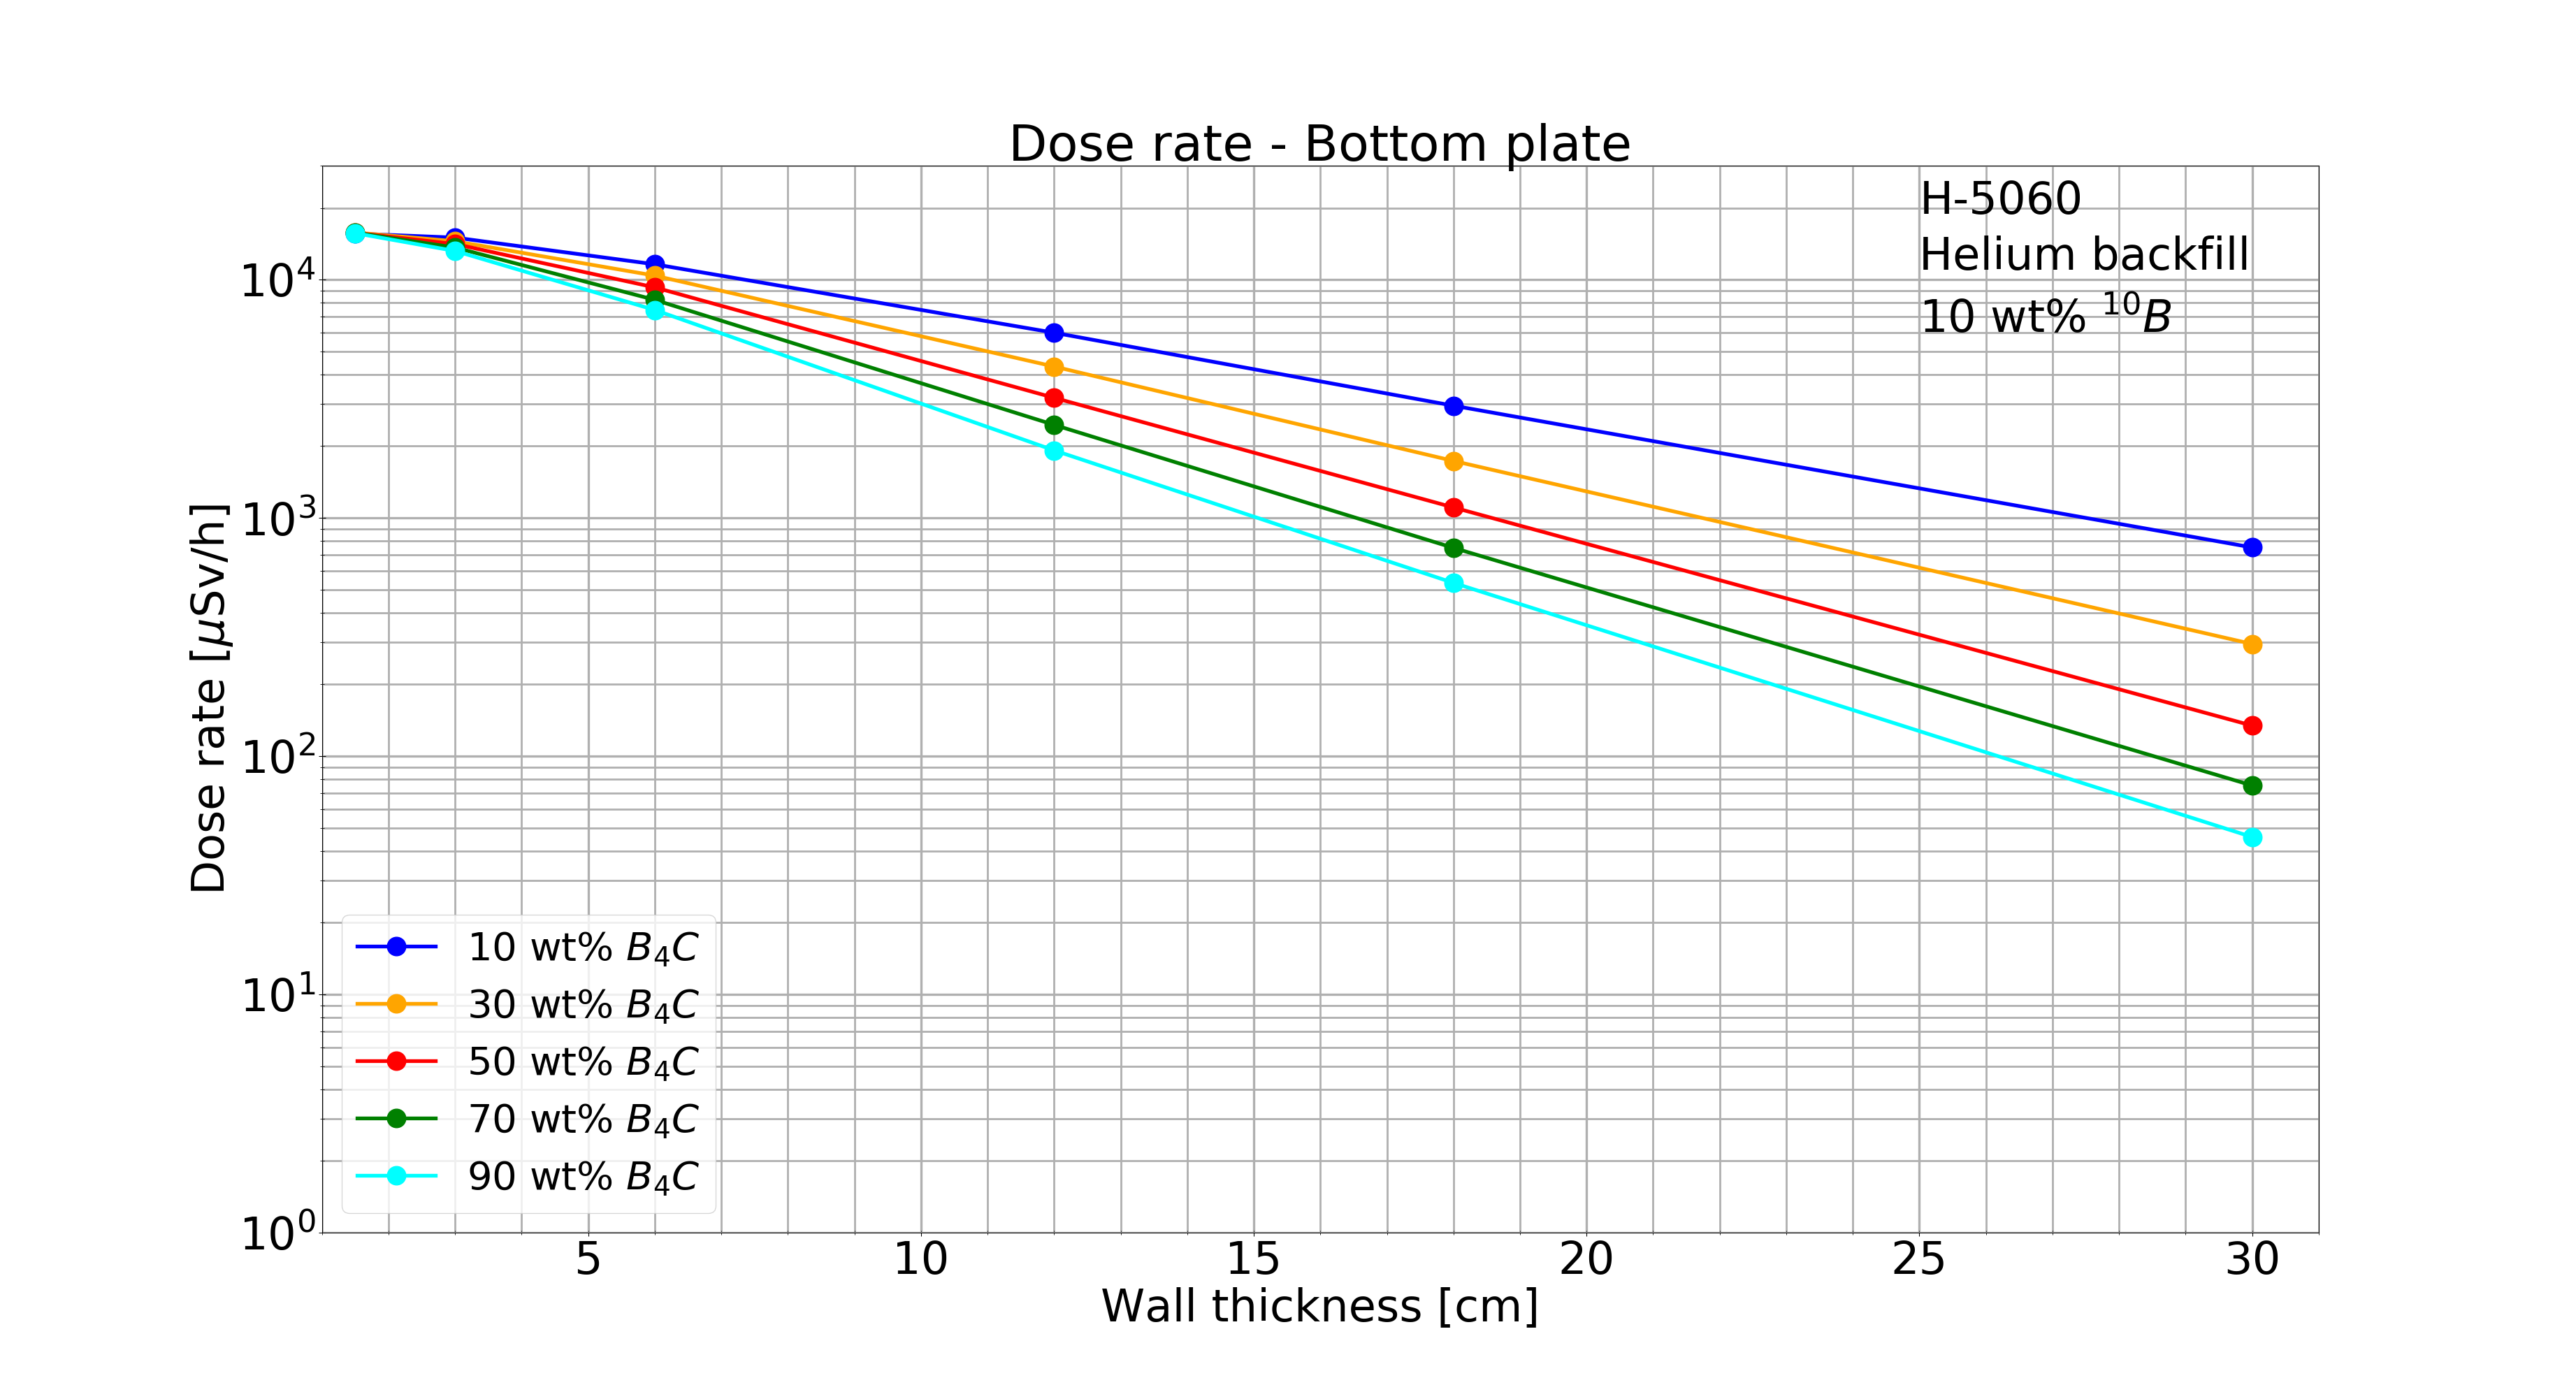 Dose rate - Bottom plate
H-5060
Helium backfill
10 wt% ¹⁰B
Dose rate [μSv/h]
10⁴
10³
10²
10¹
10⁰
10 wt% B₄C
30 wt% B₄C
50 wt% B₄C
70 wt% B₄C
90 wt% B₄C
5 10 15 20 25 30
Wall thickness [cm]